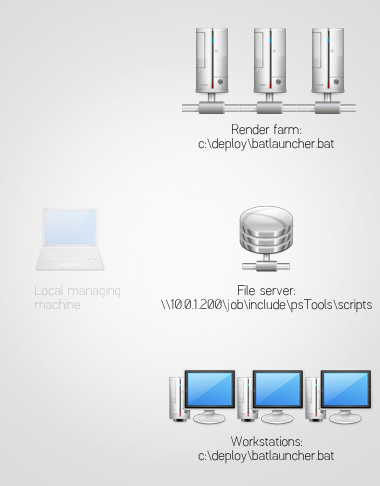 Render farm:
c:\deploy\batlauncher.bat
Local managing
machine
File server:
\\10.0.1.200\job\include\psTools\scripts
Workstations:
c:\deploy\batlauncher.bat